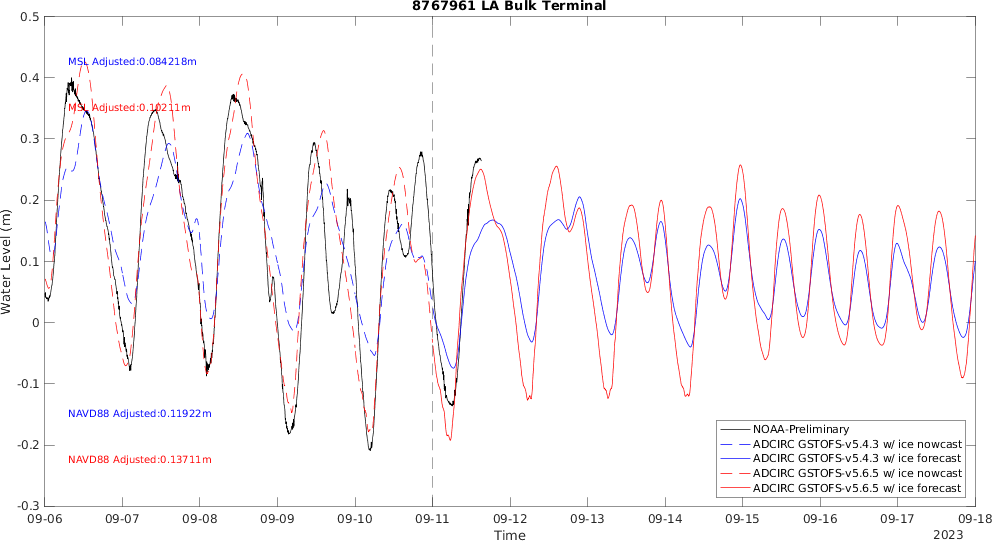 8767961 LA Bulk Terminal
0.5
0.4
0.3
0.2
0.1
0
-0.1
-0.2
-0.3
Water Level (m)
MSL Adjusted:0.084218m
MSL Adjusted:0.10211m
NAVD88 Adjusted:0.11922m
NAVD88 Adjusted:0.13711m
NOAA-Preliminary
ADCIRC GSTOFS-v5.4.3 w/ ice nowcast
ADCIRC GSTOFS-v5.4.3 w/ ice forecast
ADCIRC GSTOFS-v5.6.5 w/ ice nowcast
ADCIRC GSTOFS-v5.6.5 w/ ice forecast
09-06 09-07 09-08 09-09 09-10 09-11 09-12 09-13 09-14 09-15 09-16 09-17 09-18
Time
2023